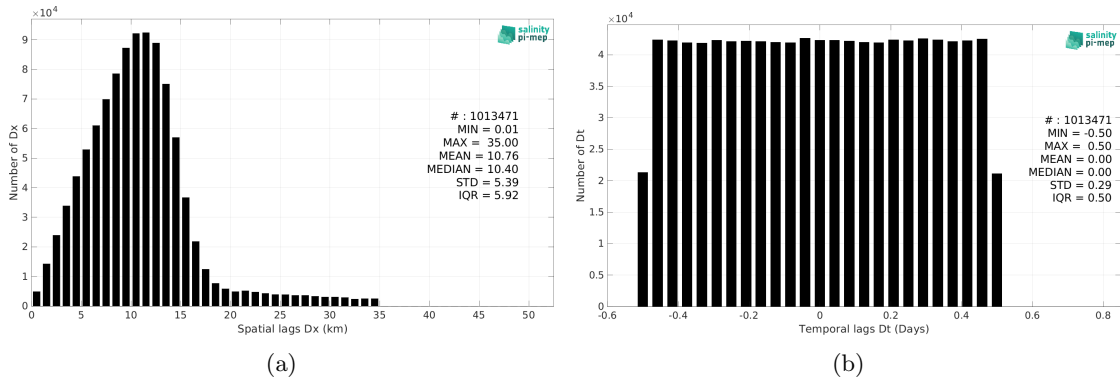 ×10⁴
9
8
7
6
5
4
3
2
1
0
Number of Dx
0 5 10 15 20 25 30 35 40 45 50
Spatial lags Dx (km)
salinity
pi-mep
# : 1013471
MIN = 0.01
MAX = 35.00
MEAN = 10.76
MEDIAN = 10.40
STD = 5.39
IQR = 5.92
(a)
×10⁴
4
3.5
3
2.5
2
1.5
1
0.5
0
Number of Dt
-0.6 -0.4 -0.2 0 0.2 0.4 0.6 0.8
Temporal lags Dt (Days)
salinity
pi-mep
# : 1013471
MIN = -0.50
MAX = 0.50
MEAN = 0.00
MEDIAN = 0.00
STD = 0.29
IQR = 0.50
(b)